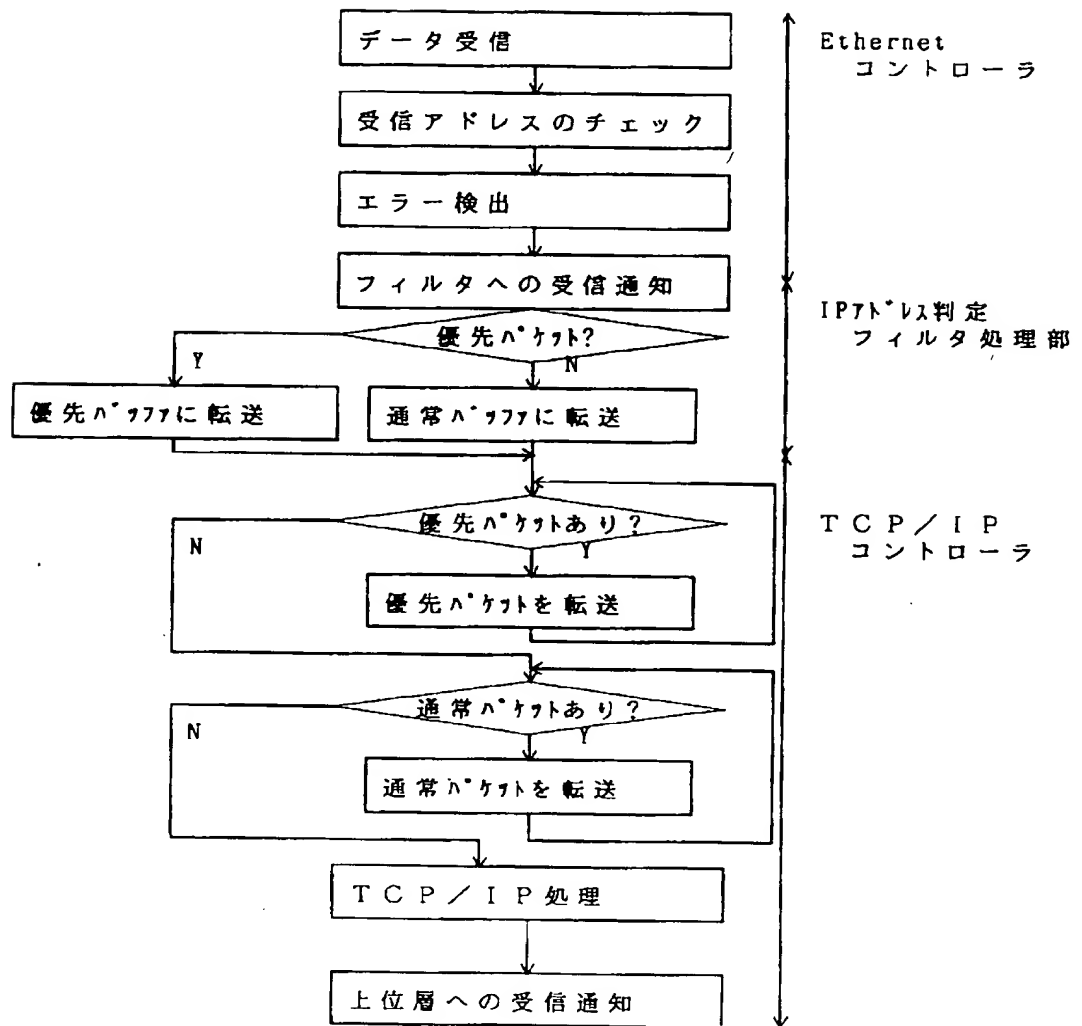 データ受信
Ethernet
コントローラ
受信アドレスのチェック
エラー検出
フィルタへの受信通知
IPアドレス判定
フィルタ処理部
優先パケット?
Y
N
優先バッファに転送
通常バッファに転送
優先パケットあり?
N
Y
TCP/IP
コントローラ
優先パケットを転送
通常パケットあり?
N
Y
通常パケットを転送
TCP/IP処理
上位層への受信通知